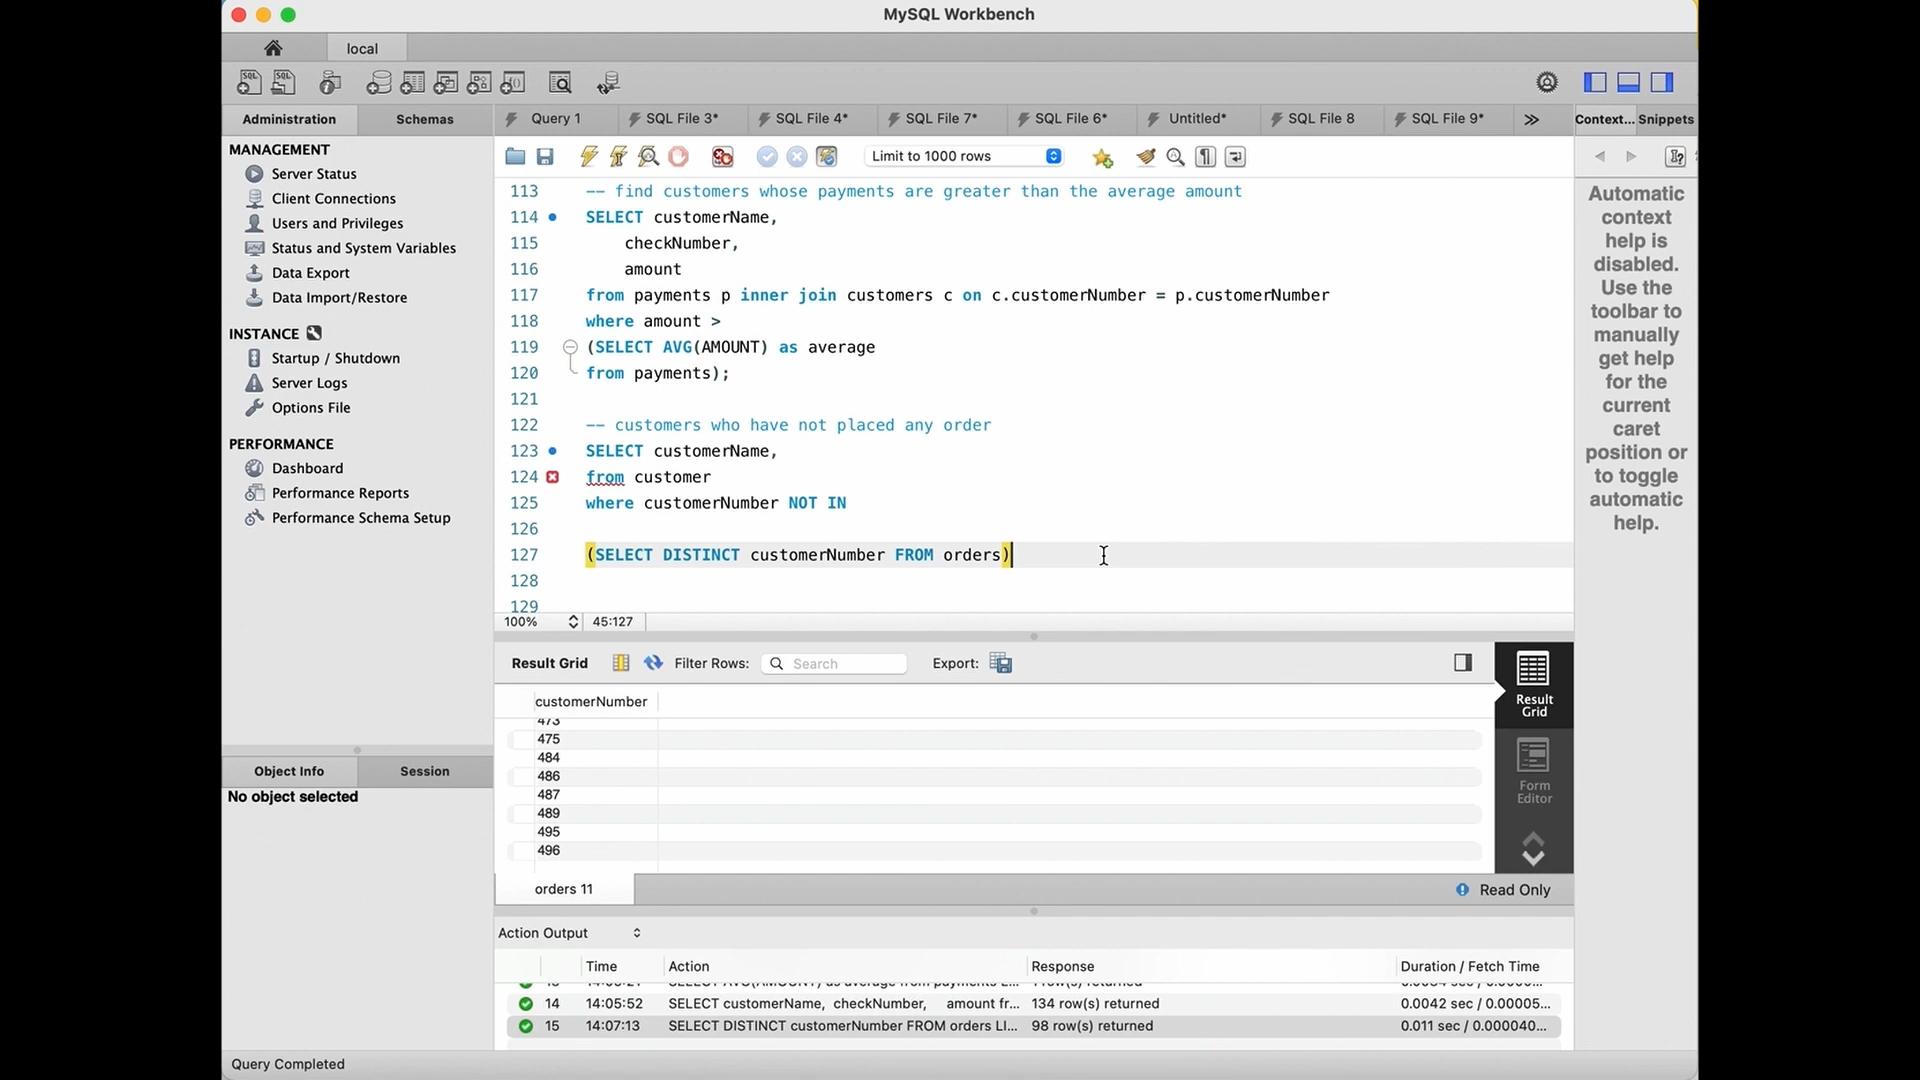 MySQL Workbench
local
Administration
Schemas
Query 1
SQL File 3*
SQL File 4*
SQL File 7*
SQL File 6*
Untitled*
SQL File 8
SQL File 9*
Context...
Snippets
MANAGEMENT
Server Status
Client Connections
Users and Privileges
Status and System Variables
Data Export
Data Import/Restore
INSTANCE
Startup / Shutdown
Server Logs
Options File
PERFORMANCE
Dashboard
Performance Reports
Performance Schema Setup
Object Info
Session
No object selected
Limit to 1000 rows
113 -- find customers whose payments are greater than the average amount
114 SELECT customerName,
115 checkNumber,
116 amount
117 from payments p inner join customers c on c.customerNumber = p.customerNumber
118 where amount >
119 (SELECT AVG(AMOUNT) as average
120 from payments);
121
122 -- customers who have not placed any order
123 SELECT customerName,
124 from customer
125 where customerNumber NOT IN
126
127 (SELECT DISTINCT customerNumber FROM orders)
128
129
100%
45:127
Automatic
context
help is
disabled.
Use the
toolbar to
manually
get help
for the
current
caret
position or
to toggle
automatic
help.
Result Grid
Filter Rows:
Search
Export:
customerNumber
473
475
484
486
487
489
495
496
Result
Grid
Form
Editor
orders 11
Read Only
Action Output
Time Action Response Duration / Fetch Time
14 14:05:52 SELECT customerName, checkNumber, amount fr... 134 row(s) returned 0.0042 sec / 0.00005...
15 14:07:13 SELECT DISTINCT customerNumber FROM orders LI... 98 row(s) returned 0.011 sec / 0.000040...
Query Completed